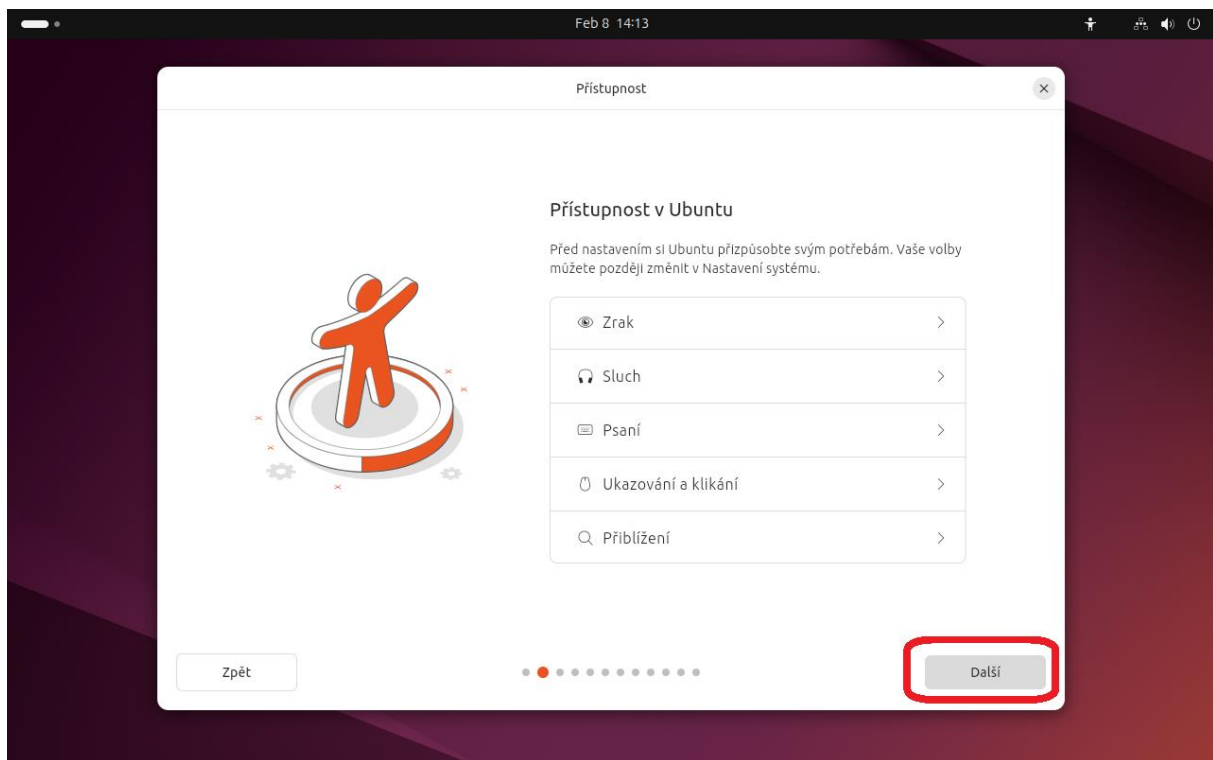 Feb 8 14:13
Přístupnost
Přístupnost v Ubuntu
Před nastavením si Ubuntu přizpůsobte svým potřebám. Vaše volby
můžete později změnit v Nastavení systému.
Zrak
Sluch
Psaní
Ukazování a klikání
Přiblížení
Zpět
Další